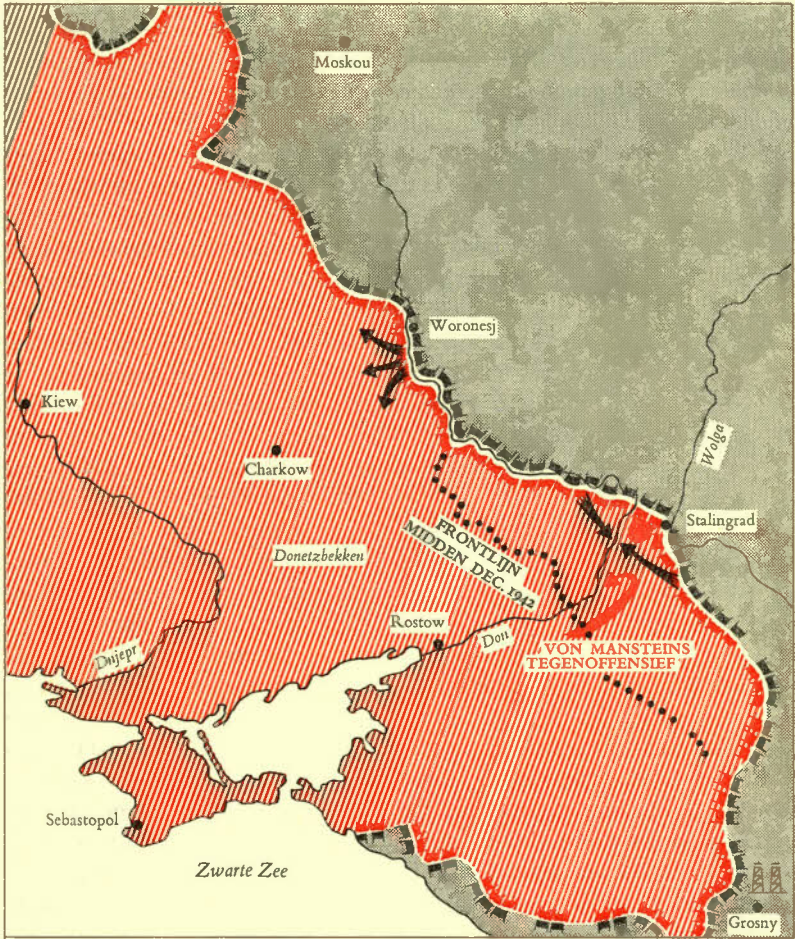 Moskou
Woronesj
Kiew
Charkow
Wolga
Stalingrad
Donetzbekken
FRONTLIJN
MIDDEN DEC. 1942
Rostow
Don
Dnjepr
VON MANSTEINS
TEGENOFFENSIEF
Sebastopol
Zwarte Zee
Grosny